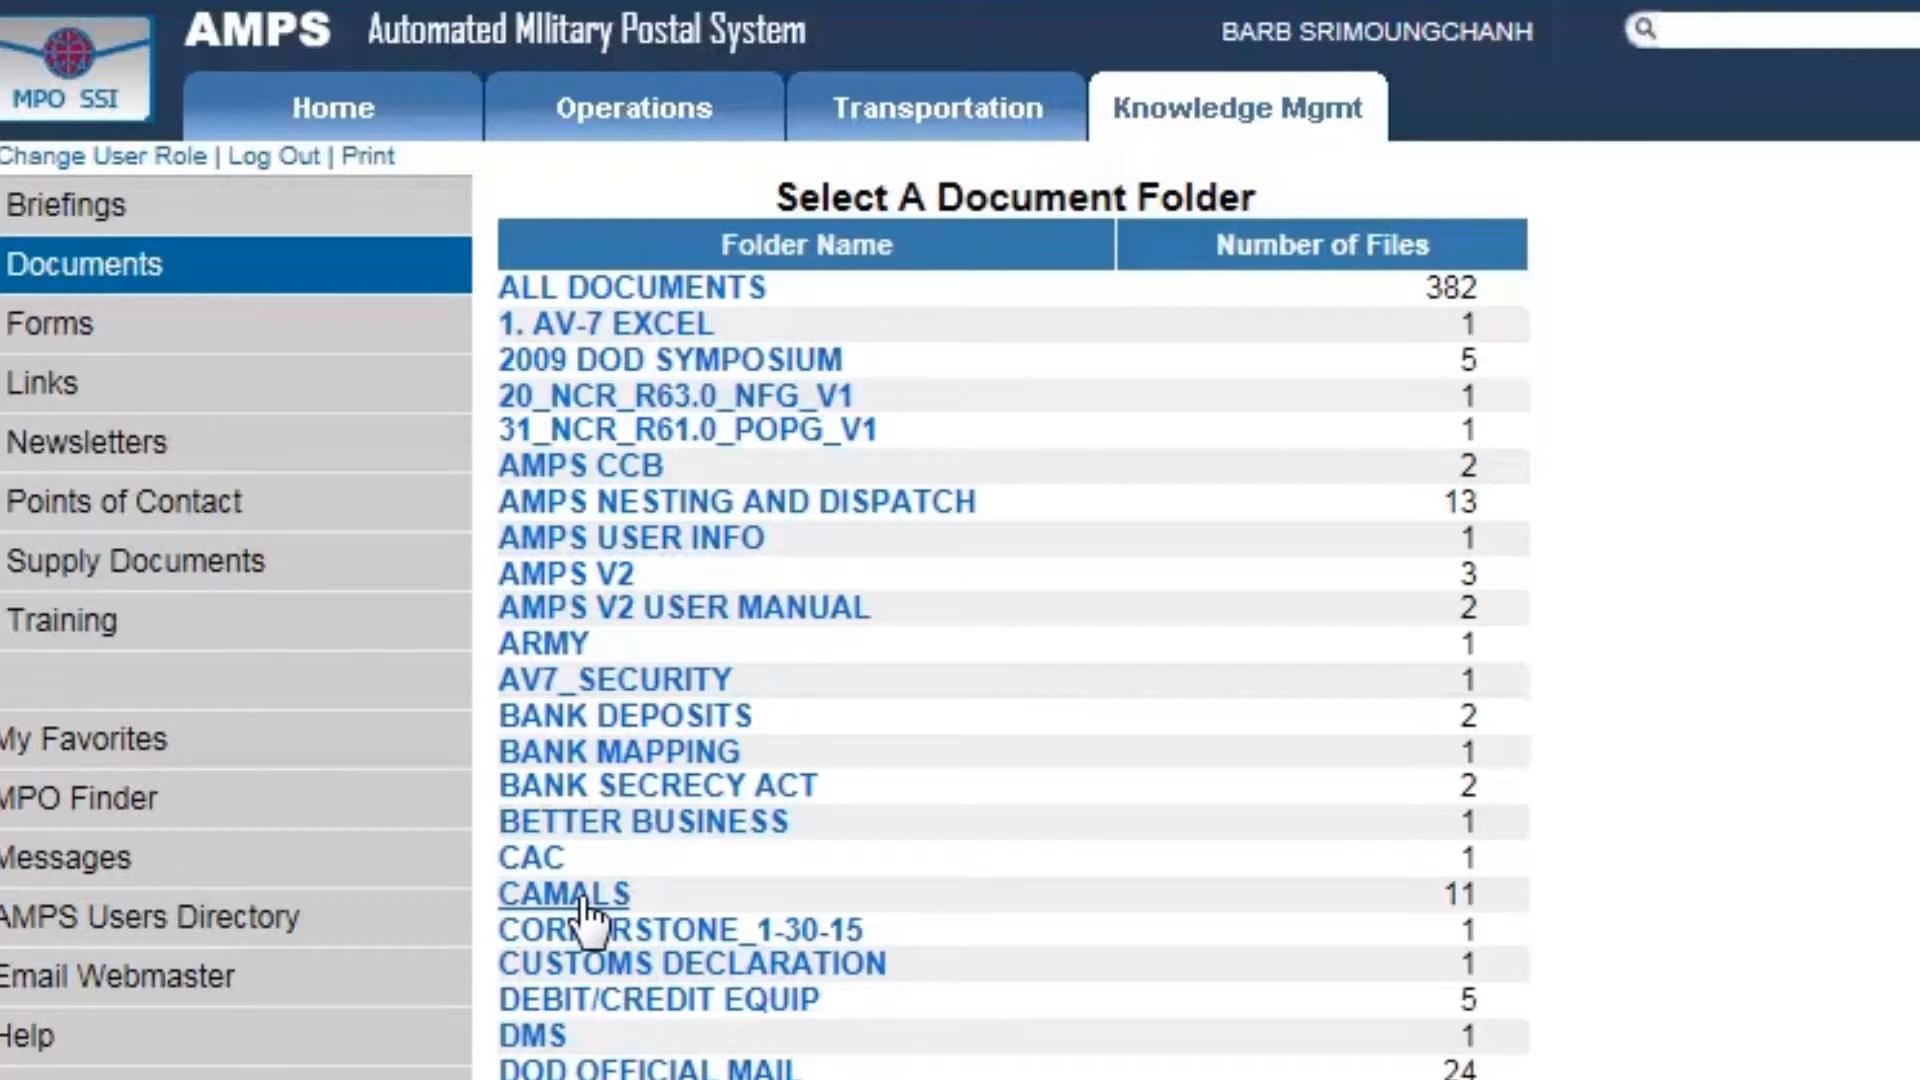 AMPS Automated MIlitary Postal System
BARB SRIMOUNGCHANH
MPO SSI
Home
Operations
Transportation
Knowledge Mgmt
Change User Role | Log Out | Print
Briefings
Documents
Forms
Links
Newsletters
Points of Contact
Supply Documents
Training
My Favorites
MPO Finder
Messages
AMPS Users Directory
Email Webmaster
Help
Select A Document Folder
Folder Name Number of Files
ALL DOCUMENTS 382
1. AV-7 EXCEL 1
2009 DOD SYMPOSIUM 5
20_NCR_R63.0_NFG_V1 1
31_NCR_R61.0_POPG_V1 1
AMPS CCB 2
AMPS NESTING AND DISPATCH 13
AMPS USER INFO 1
AMPS V2 3
AMPS V2 USER MANUAL 2
ARMY 1
AV7_SECURITY 1
BANK DEPOSITS 2
BANK MAPPING 1
BANK SECRECY ACT 2
BETTER BUSINESS 1
CAC 1
CAMALS 11
CORNERSTONE_1-30-15 1
CUSTOMS DECLARATION 1
DEBIT/CREDIT EQUIP 5
DMS 1
DOD OFFICIAL MAIL 24